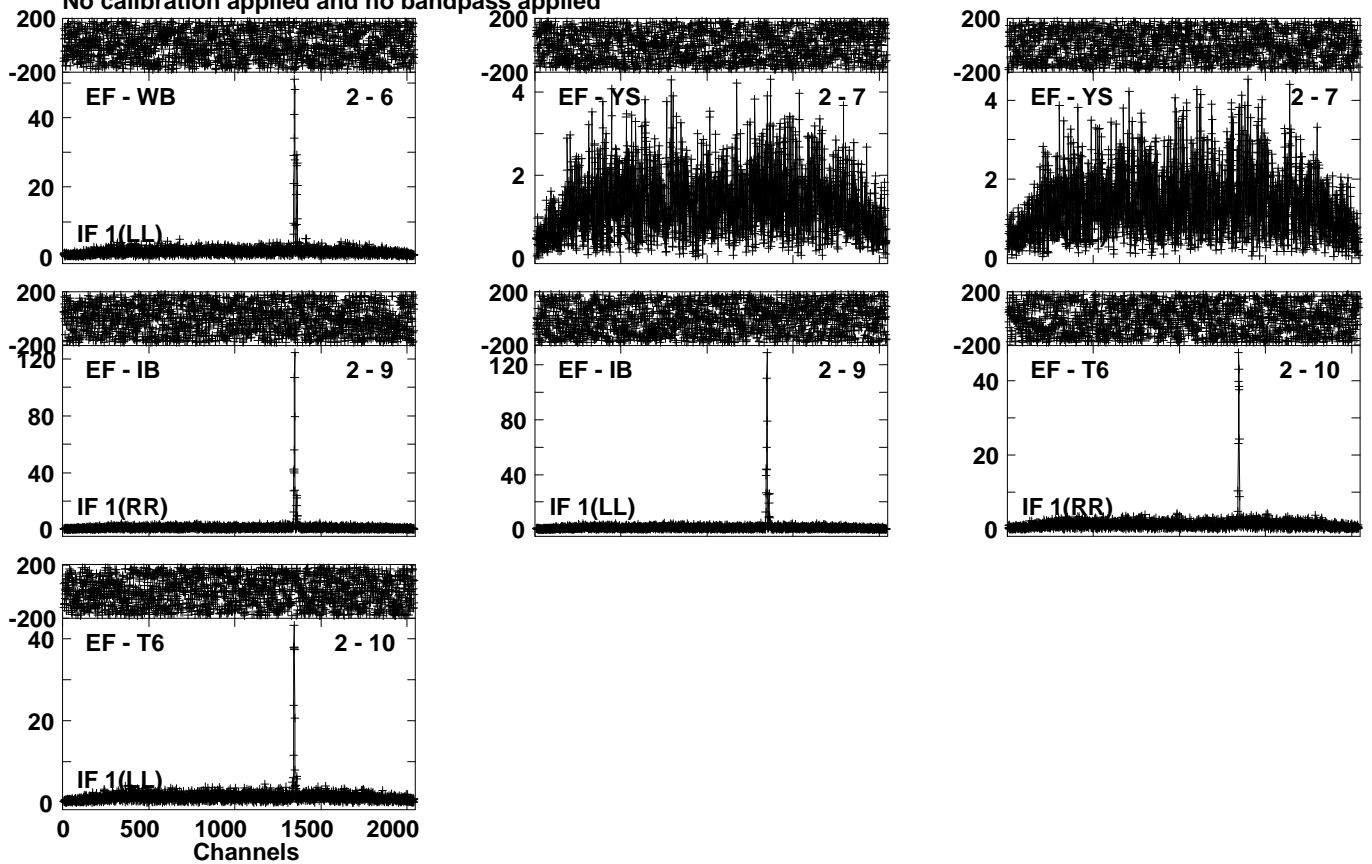 No calibration applied and no bandpass applied
200
-200
EF - WB 2 - 6
40
20
0
IF 1(LL)
200
-200
EF - YS 2 - 7
4
2
0
200
-200
EF - YS 2 - 7
4
2
0
200
-200
120
EF - IB 2 - 9
80
40
0
IF 1(RR)
200
-200
120
EF - IB 2 - 9
80
40
0
IF 1(LL)
200
-200
EF - T6 2 - 10
40
20
0
IF 1(RR)
200
-200
EF - T6 2 - 10
40
20
0
IF 1(LL)
0 500 1000 1500 2000
Channels